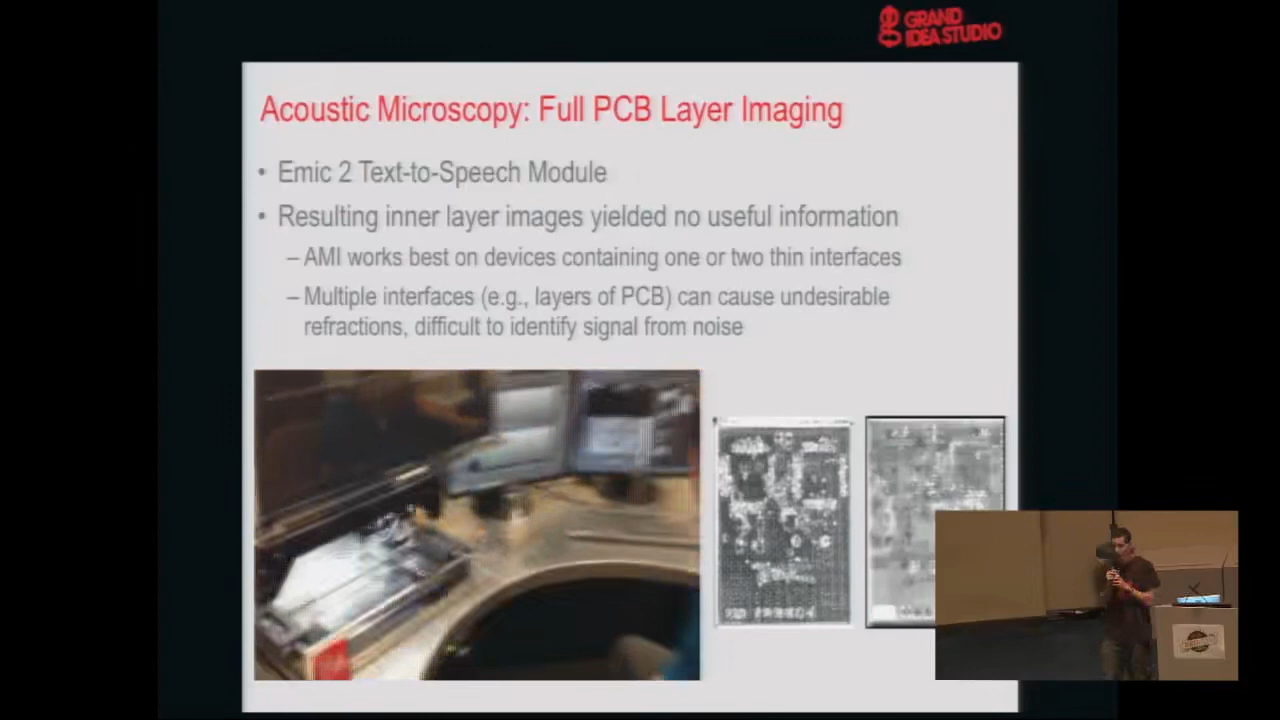 GRAND
IDEA STUDIO
Acoustic Microscopy: Full PCB Layer Imaging
• Emic 2 Text-to-Speech Module
• Resulting inner layer images yielded no useful information
– AMI works best on devices containing one or two thin interfaces
– Multiple interfaces (e.g., layers of PCB) can cause undesirable
refractions, difficult to identify signal from noise